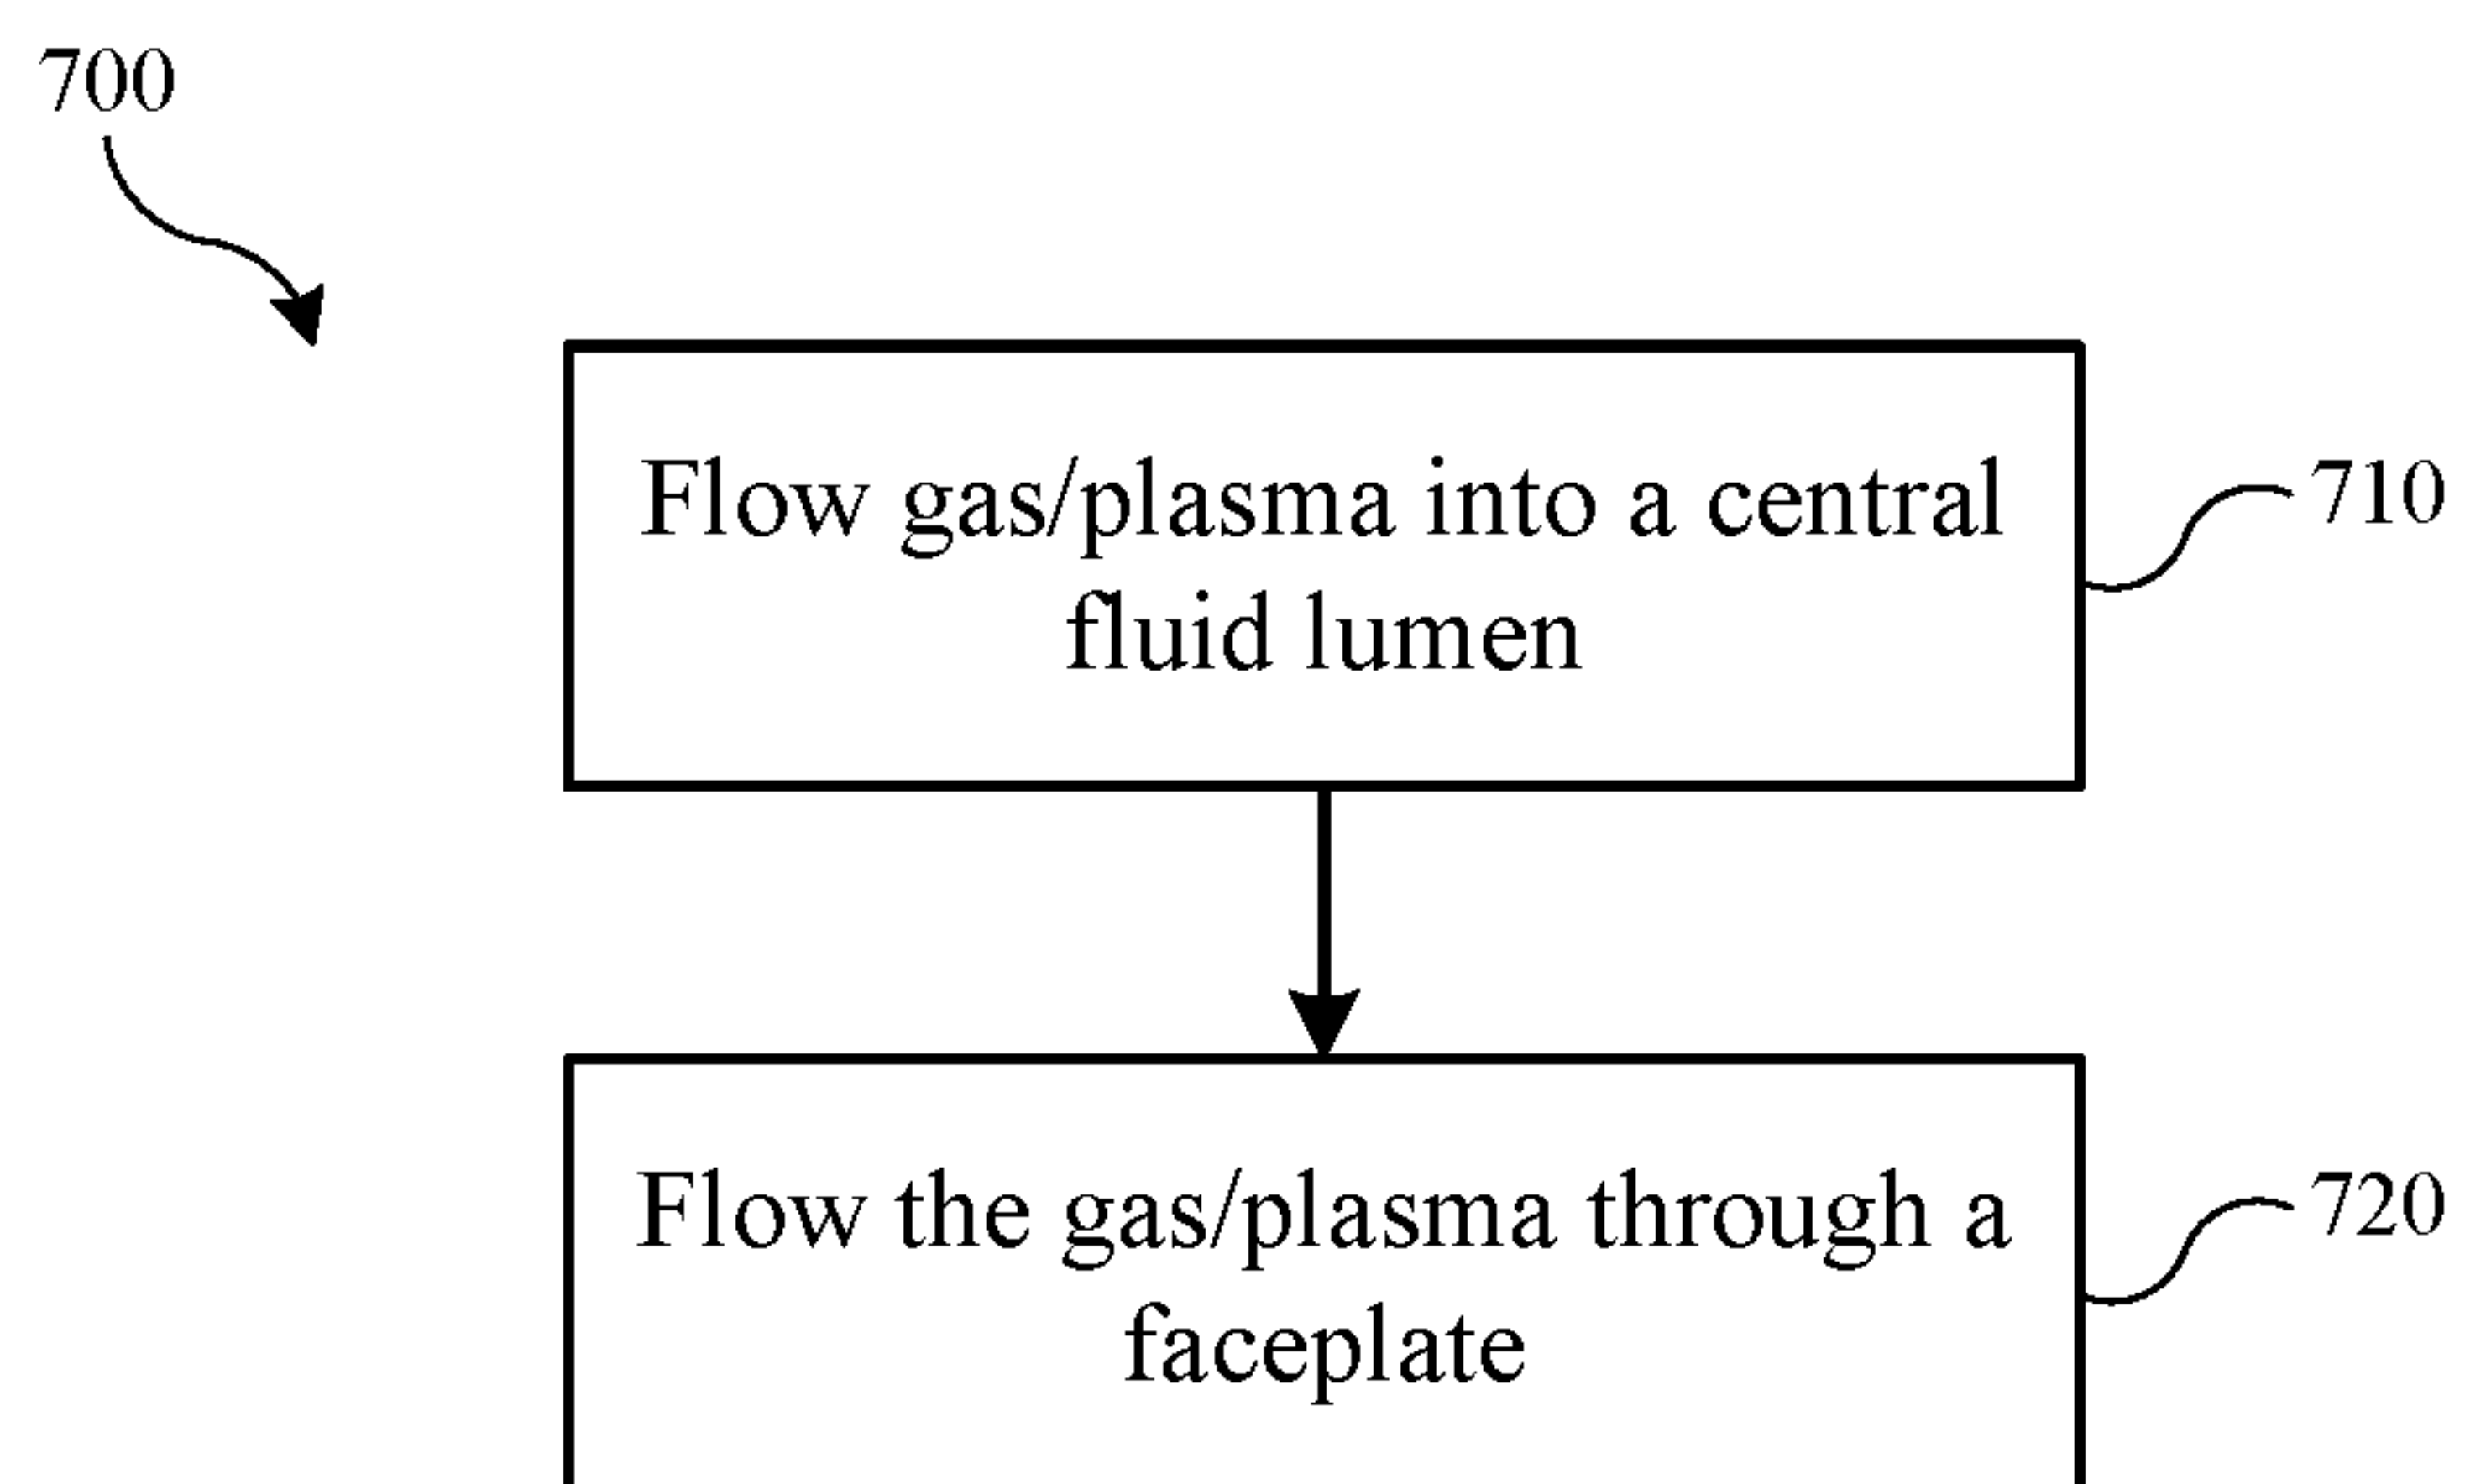 700
Flow gas/plasma into a central
fluid lumen
710
Flow the gas/plasma through a
faceplate
720